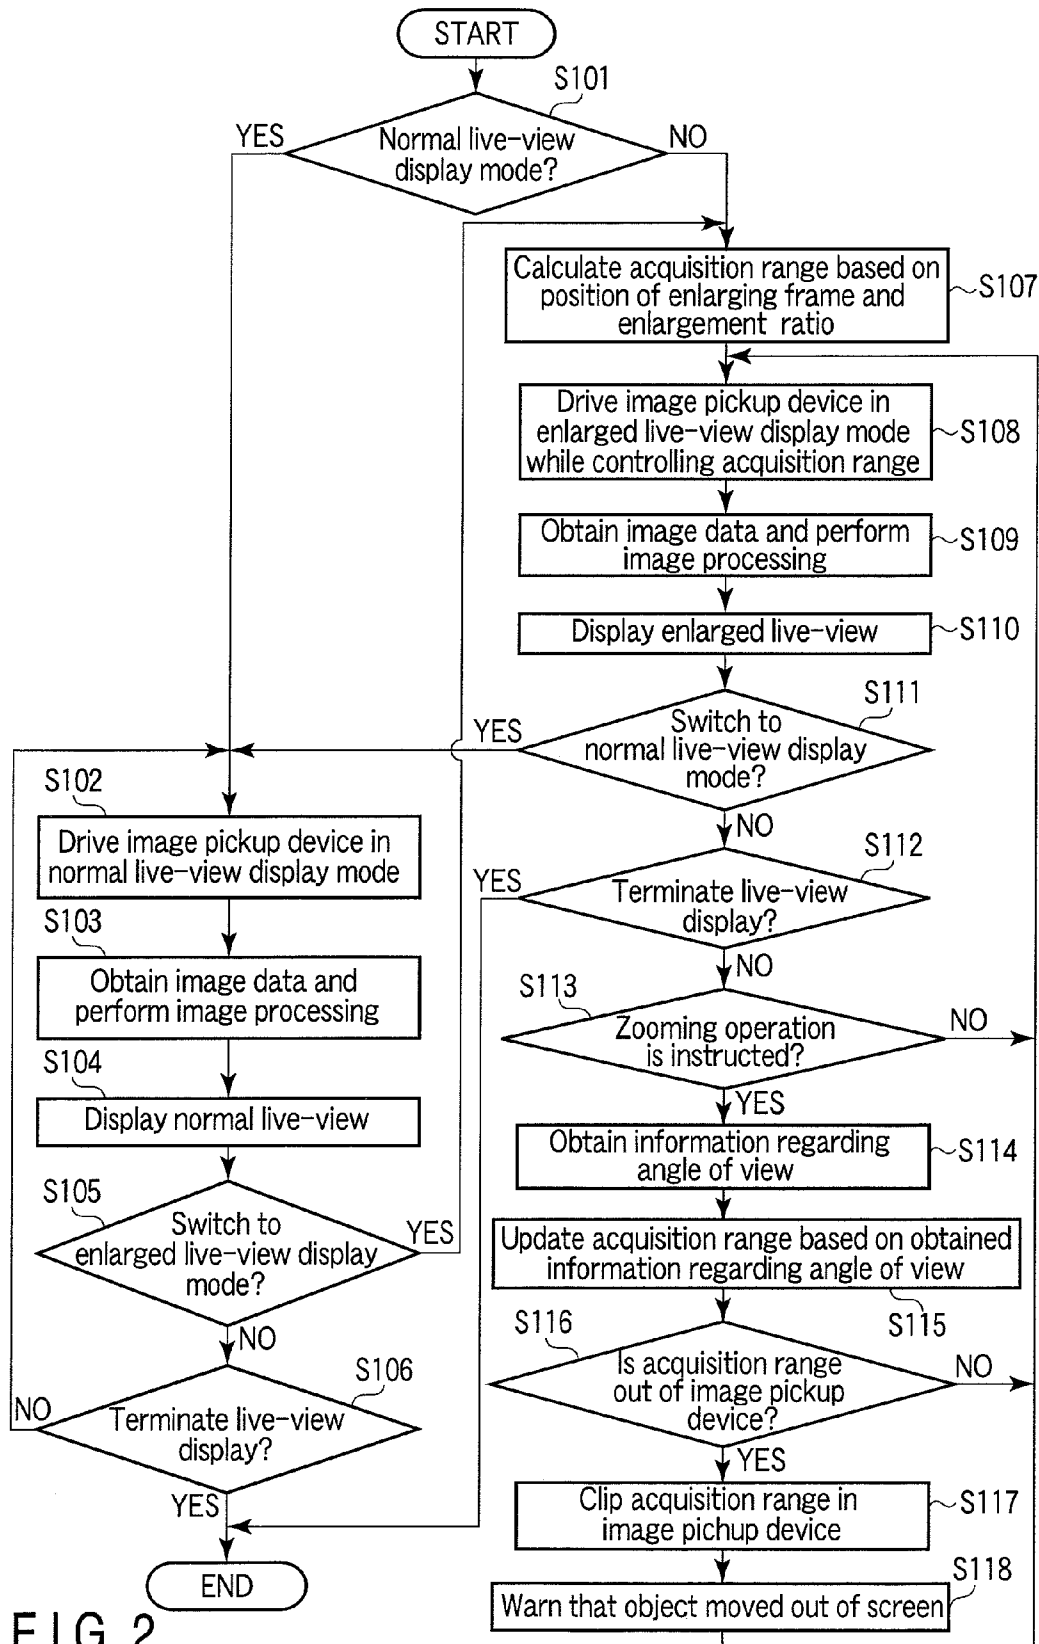 START
S101
YES
Normal live-view
display mode?
NO
Calculate acquisition range based on
position of enlarging frame and
enlargement ratio
S107
Drive image pickup device in
enlarged live-view display mode
while controlling acquisition range
S108
Obtain image data and perform
image processing
S109
Display enlarged live-view
S110
S111
YES
Switch to
normal live-view display
mode?
NO
S102
Drive image pickup device in
normal live-view display mode
S112
YES
Terminate live-view
display?
NO
S103
Obtain image data and
perform image processing
S113
Zooming operation
is instructed?
NO
YES
S104
Display normal live-view
Obtain information regarding
angle of view
S114
S105
Switch to
enlarged live-view display
mode?
YES
NO
Update acquisition range based on obtained
information regarding angle of view
S115
S116
Is acquisition range
out of image pickup
device?
NO
YES
S106
NO
Terminate live-view
display?
YES
Clip acquisition range in
image pichup device
S117
END
S118
Warn that object moved out of screen
FIG. 2